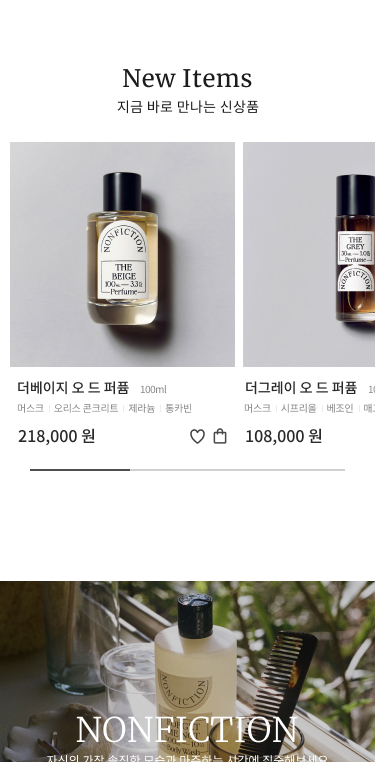 New Items
지금 바로 만나는 신상품
NONFICTION
THE
BEIGE
100ml — 3.3fl
Perfume
THE
GREY
30ml — 1.0fl
Perfume
NONFICTION
더베이지 오 드 퍼퓸 100ml
머스크 | 오리스 콘크리트 | 제라늄 | 통카빈
218,000 원
더그레이 오 드 퍼퓸
머스크 | 시프리올 | 베조인
108,000 원
NONFICTION
Body Wash
NONFICTION
자신의 가장 솔직한 모습과 마주하는 시간에 집중해보세요